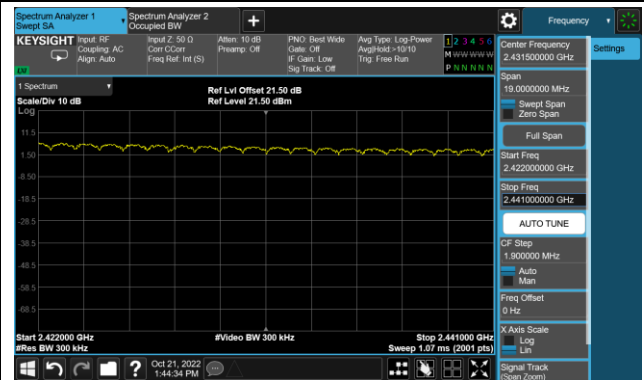 Spectrum Analyzer 1
Swept SA
Spectrum Analyzer 2
Occupied BW
Frequency
KEYSIGHT
Input: RF
Coupling: AC
Align: Auto
Input Z: 50 Ω
Corr CCorr
Freq Ref: Int (S)
Atten: 10 dB
Preamp: Off
PNO: Best Wide
Gate: Off
IF Gain: Low
Sig Track: Off
Avg Type: Log-Power
Avg|Hold:>10/10
Trig: Free Run
1 2 3 4 5 6
M W W W W W
P N N N N N
1 Spectrum
Scale/Div 10 dB
Ref Lvl Offset 21.50 dB
Ref Level 21.50 dBm
Log
11.5
1.50
-8.50
-18.5
-28.5
-38.5
-48.5
-58.5
-68.5
Start 2.422000 GHz
#Res BW 300 kHz
#Video BW 300 kHz
Stop 2.441000 GHz
Sweep 1.07 ms (2001 pts)
Oct 21, 2022
1:44:34 PM
Center Frequency
2.431500000 GHz
Settings
Span
19.0000000 MHz
Swept Span
Zero Span
Full Span
Start Freq
2.422000000 GHz
Stop Freq
2.441000000 GHz
AUTO TUNE
CF Step
1.900000 MHz
Auto
Man
Freq Offset
0 Hz
X Axis Scale
Log
Lin
Signal Track
(Span Zoom)